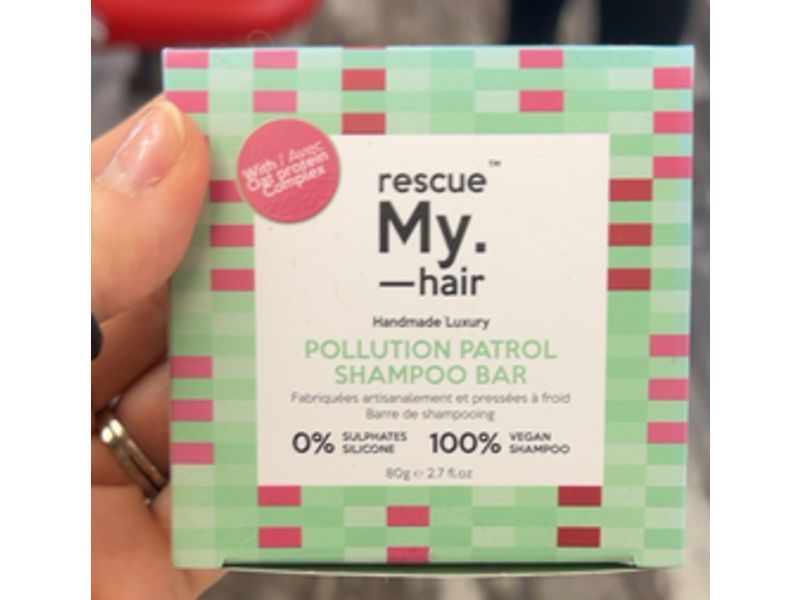 With / Avec
Oat protein
Complex
rescue™
My.
—hair
Handmade Luxury
POLLUTION PATROL
SHAMPOO BAR
Fabriquées artisanalement et pressées à froid
Barre de shampooing
0% SULPHATES SILICONE 100% VEGAN SHAMPOO
80g ℮ 2.7 fl.oz